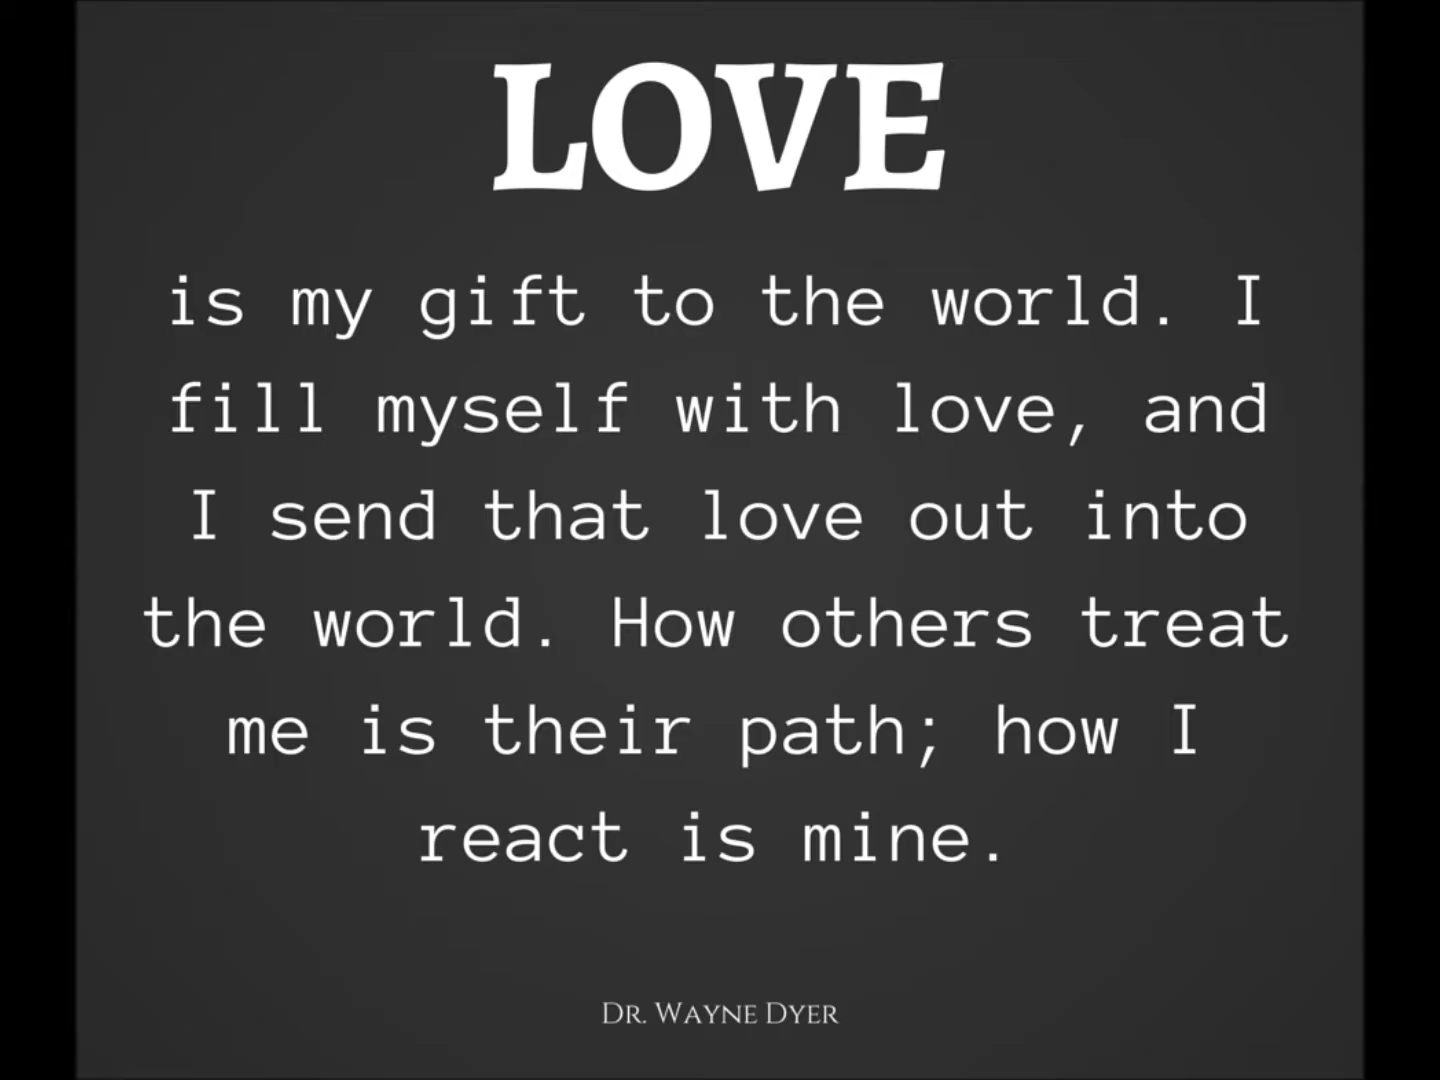 LOVE
is my gift to the world. I
fill myself with love, and
I send that love out into
the world. How others treat
me is their path; how I
react is mine.
DR. WAYNE DYER